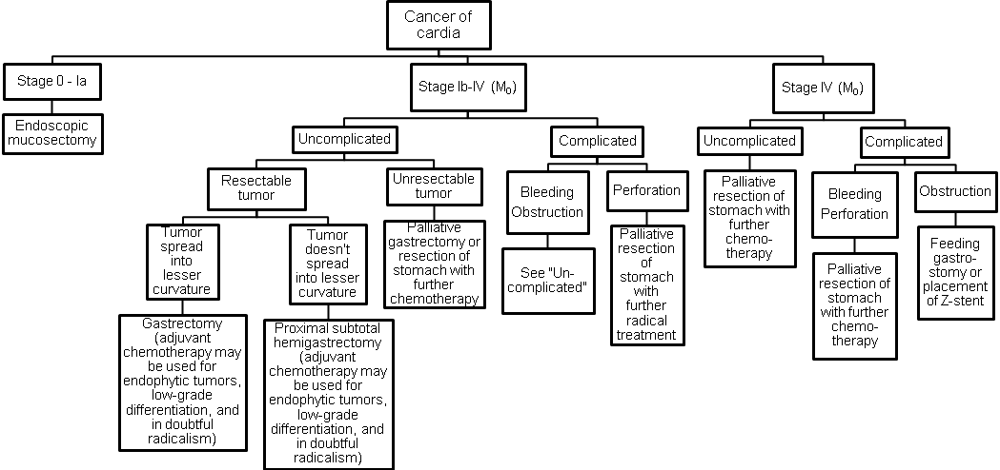 Cancer of
cardia
Stage 0 - Ia
Stage Ib-IV (M₀)
Stage IV (M₀)
Endoscopic
mucosectomy
Uncomplicated
Complicated
Uncomplicated
Complicated
Resectable
tumor
Unresectable
tumor
Bleeding
Obstruction
Perforation
Palliative
resection of
stomach with
further
chemo-
therapy
Bleeding
Perforation
Obstruction
Tumor
spread
into
lesser
curvature
Tumor
doesn't
spread
into lesser
curvature
Palliative
gastrectomy or
resection of
stomach with
further
chemotherapy
See "Un-
complicated"
Palliative
resection
of
stomach
with
further
radical
treatment
Palliative
resection of
stomach
with further
chemo-
therapy
Feeding
gastro-
stomy or
placement
of Z-stent
Gastrectomy
(adjuvant
chemotherapy may
be used for
endophytic tumors,
low-grade
differentiation, and
in doubtful
radicalism)
Proximal subtotal
hemigastrectomy
(adjuvant
chemotherapy may
be used for
endophytic tumors,
low-grade
differentiation, and
in doubtful
radicalism)